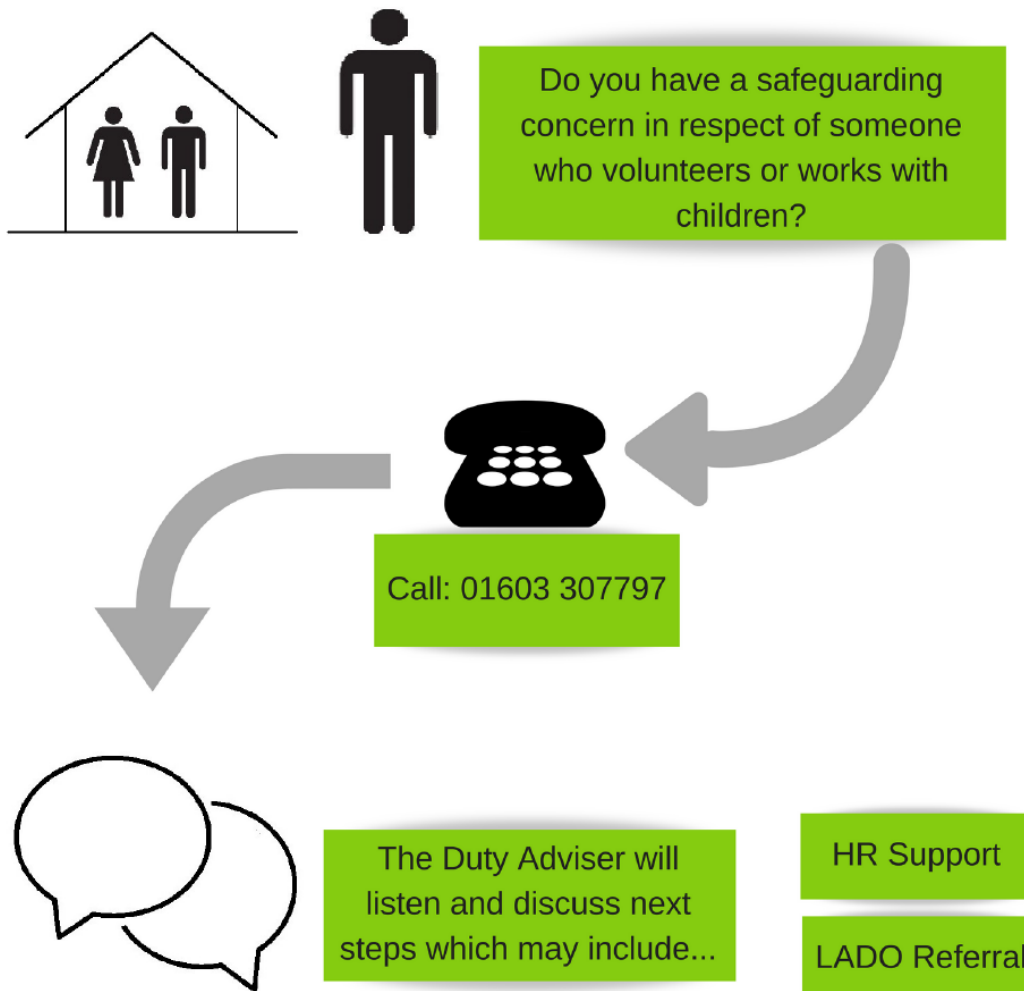 Do you have a safeguarding
concern in respect of someone
who volunteers or works with
children?
Call: 01603 307797
The Duty Adviser will
listen and discuss next
steps which may include...
HR Support
LADO Referral